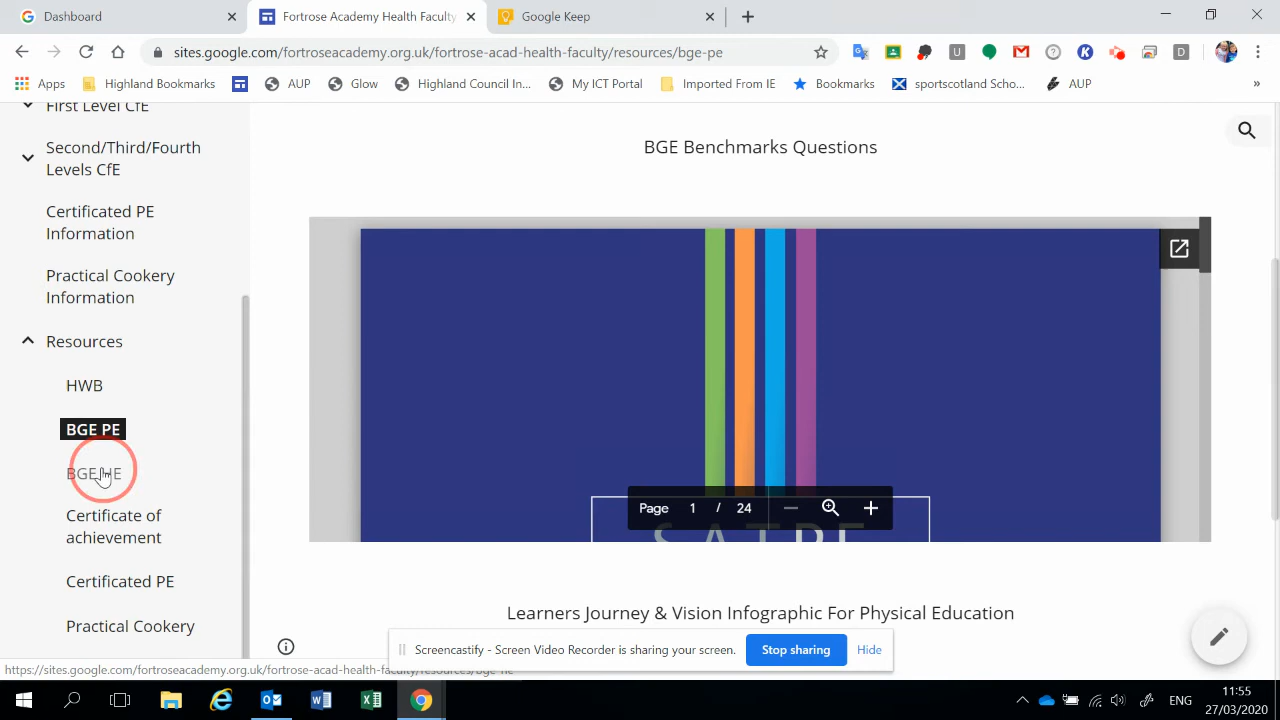 Dashboard
Fortrose Academy Health Faculty
Google Keep
sites.google.com/fortroseacademy.org.uk/fortrose-acad-health-faculty/resources/bge-pe
Apps
Highland Bookmarks
AUP
Glow
Highland Council In...
My ICT Portal
Imported From IE
Bookmarks
sportscotland Scho...
AUP
»
First Level CfE
Second/Third/Fourth
Levels CfE
Certificated PE
Information
Practical Cookery
Information
Resources
HWB
BGE PE
BGE HE
Certificate of
achievement
Certificated PE
Practical Cookery
BGE Benchmarks Questions
Page 1 / 24
Learners Journey & Vision Infographic For Physical Education
Screencastify - Screen Video Recorder is sharing your screen.
Stop sharing
Hide
https://sites.google.com/fortroseacademy.org.uk/fortrose-acad-health-faculty/resources/bge-he
ENG
11:55
27/03/2020